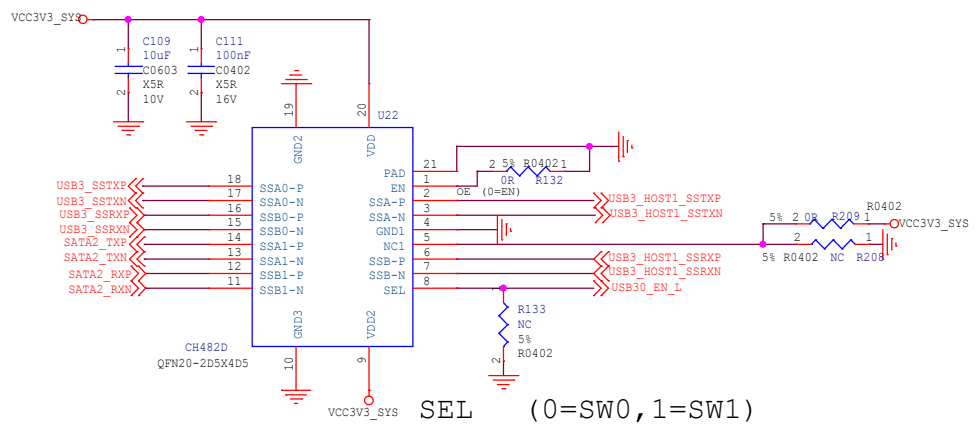 VCC3V3_SYS
C109
10uF
C0603
X5R
10V
1
2
C111
100nF
C0402
X5R
16V
1
2
19
20
U22
GND2
VDD
USB3_SSTXP 18 SSA0-P
USB3_SSTXN 17 SSA0-N
USB3_SSRXP 16 SSB0-P
USB3_SSRXN 15 SSB0-N
SATA2_TXP 14 SSA1-P
SATA2_TXN 13 SSA1-N
SATA2_RXP 12 SSB1-P
SATA2_RXN 11 SSB1-N
PAD 21
EN 1
OE (0=EN)
2 5% R0402 1
0R R132
SSA-P 2 USB3_HOST1_SSTXP
SSA-N 3 USB3_HOST1_SSTXN
GND1 4
NC1 5
SSB-P 6 USB3_HOST1_SSRXP
SSB-N 7 USB3_HOST1_SSRXN
SEL 8 USB30_EN_L
R0402
5% 2 0R R209 1 VCC3V3_SYS
2 1
5% R0402 NC R208
R133
NC
5%
R0402
1
2
GND3
VDD2
10
9
CH482D
QFN20-2D5X4D5
VCC3V3_SYS
SEL (0=SW0,1=SW1)